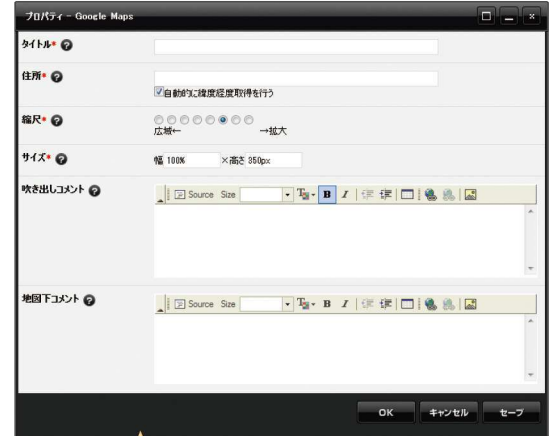 プロパティ - Google Maps
タイトル* ?
住所* ?
自動的に緯度経度取得を行う
縮尺* ?
広域← →拡大
サイズ* ?
幅 100% ×高さ 350px
吹き出しコメント ?
Source Size B I
地図下コメント ?
Source Size B I
OK キャンセル セーブ